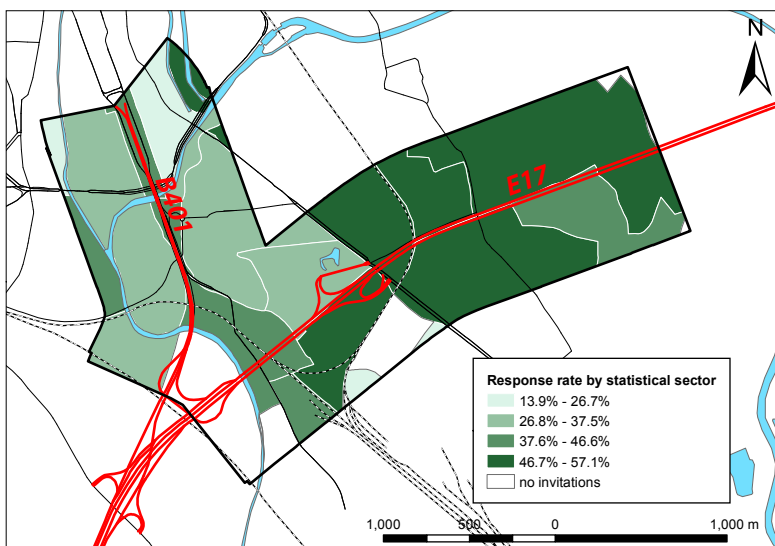 N
E17
B401
Response rate by statistical sector
13.9% - 26.7%
26.8% - 37.5%
37.6% - 46.6%
46.7% - 57.1%
no invitations
1,000 500 0 1,000 m